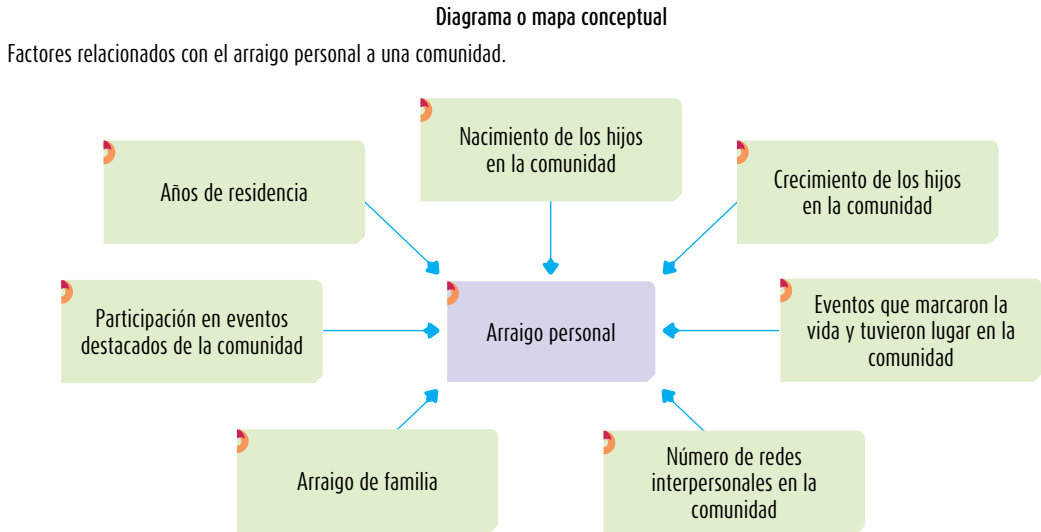 Diagrama o mapa conceptual
Factores relacionados con el arraigo personal a una comunidad.
Nacimiento de los hijos
en la comunidad
Años de residencia
Crecimiento de los hijos
en la comunidad
Participación en eventos
destacados de la comunidad
Arraigo personal
Eventos que marcaron la
vida y tuvieron lugar en la
comunidad
Arraigo de familia
Número de redes
interpersonales en la
comunidad